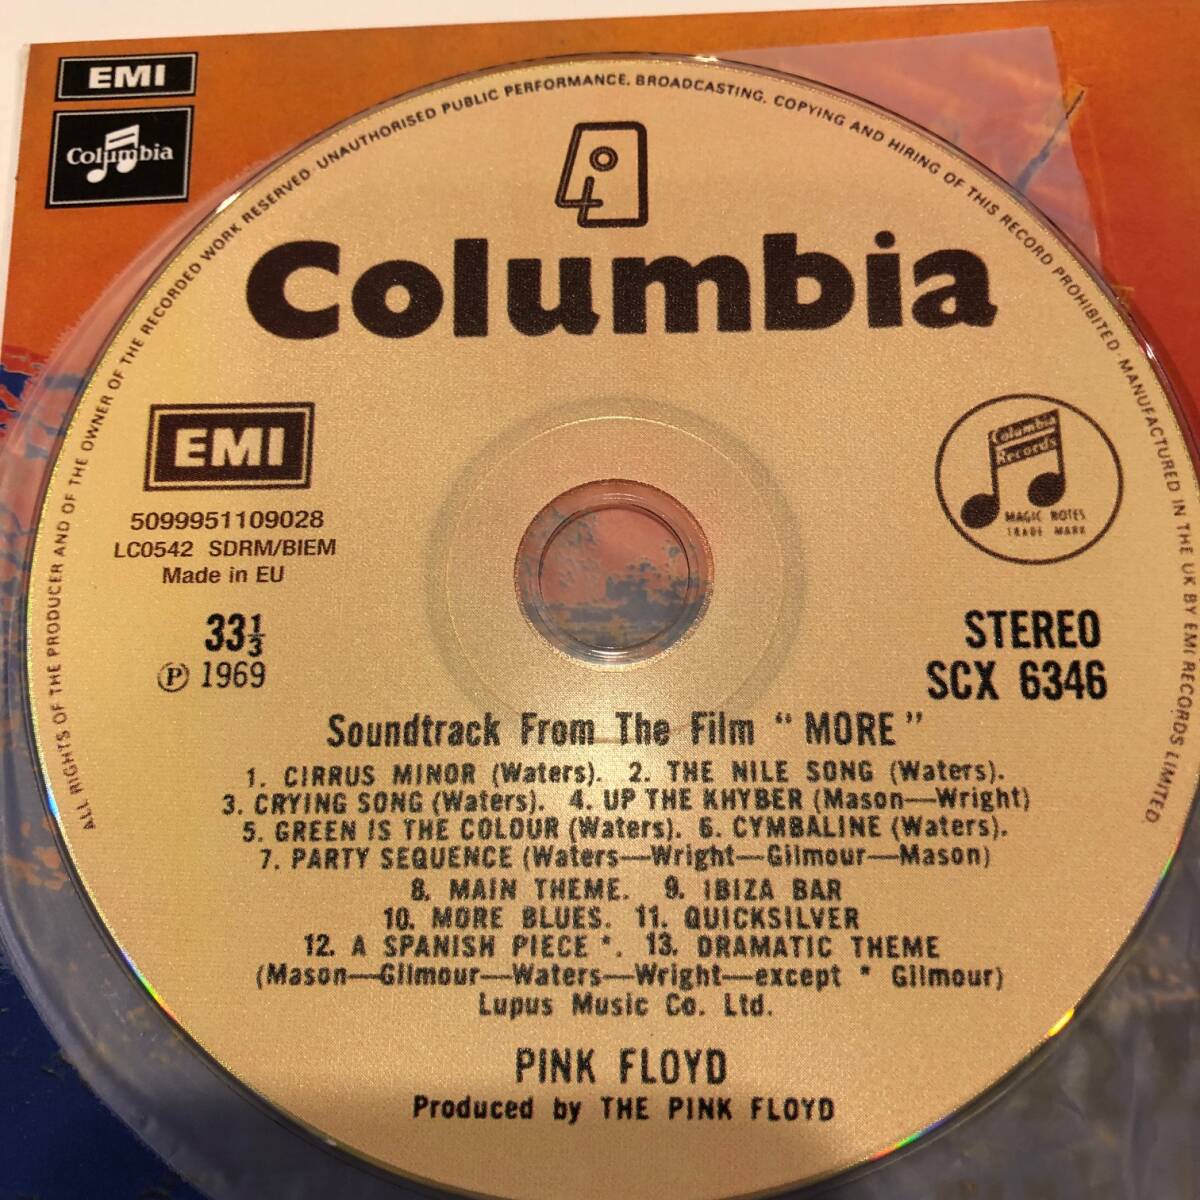 EMI
Columbia
ALL RIGHTS OF THE PRODUCER AND OF THE OWNER OF THE RECORDED WORK RESERVED · UNAUTHORISED PUBLIC PERFORMANCE, BROADCASTING, COPYING AND HIRING OF THIS RECORD PROHIBITED · MANUFACTURED IN THE UK BY EMI RECORDS LIMITED.
Columbia
EMI
Columbia
Records
MAGIC NOTES
TRADE MARK
5099951109028
LC0542 SDRM/BIEM
Made in EU
33⅓
Ⓟ 1969
STEREO
SCX 6346
Soundtrack From The Film "MORE"
1. CIRRUS MINOR (Waters). 2. THE NILE SONG (Waters).
3. CRYING SONG (Waters). 4. UP THE KHYBER (Mason—Wright)
5. GREEN IS THE COLOUR (Waters). 6. CYMBALINE (Waters).
7. PARTY SEQUENCE (Waters—Wright—Gilmour—Mason)
8. MAIN THEME. 9. IBIZA BAR
10. MORE BLUES. 11. QUICKSILVER
12. A SPANISH PIECE *. 13. DRAMATIC THEME
(Mason—Gilmour—Waters—Wright—except * Gilmour)
Lupus Music Co. Ltd.
PINK FLOYD
Produced by THE PINK FLOYD